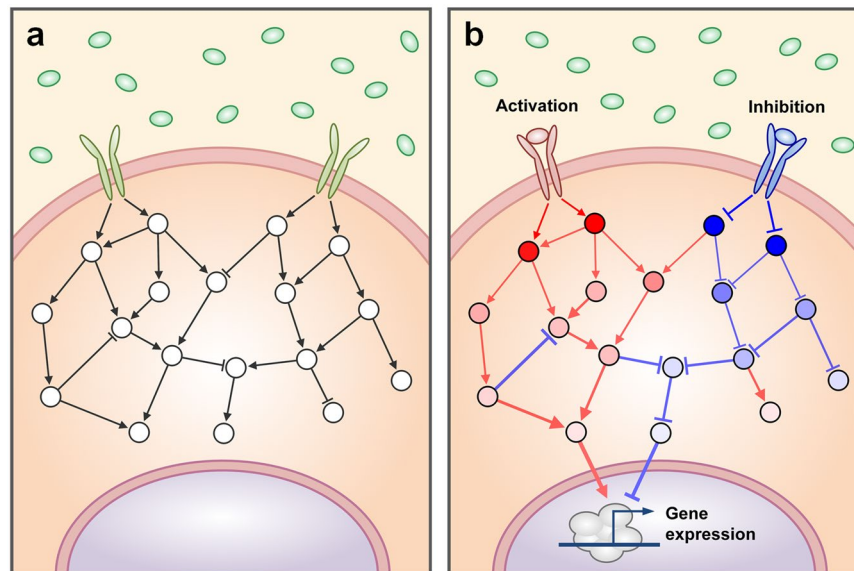 a
b
Activation
Inhibition
Gene
expression